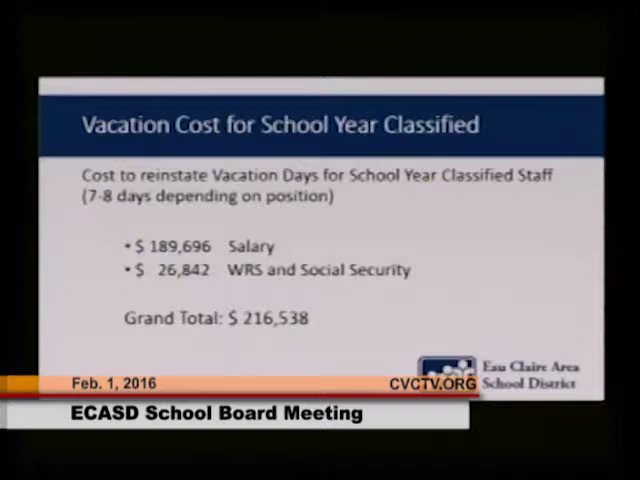 Vacation Cost for School Year Classified
Cost to reinstate Vacation Days for School Year Classified Staff
(7-8 days depending on position)
• $ 189,696 Salary
• $ 26,842 WRS and Social Security
Grand Total: $ 216,538
Eau Claire Area
School District
Feb. 1, 2016
CVCTV.ORG
ECASD School Board Meeting